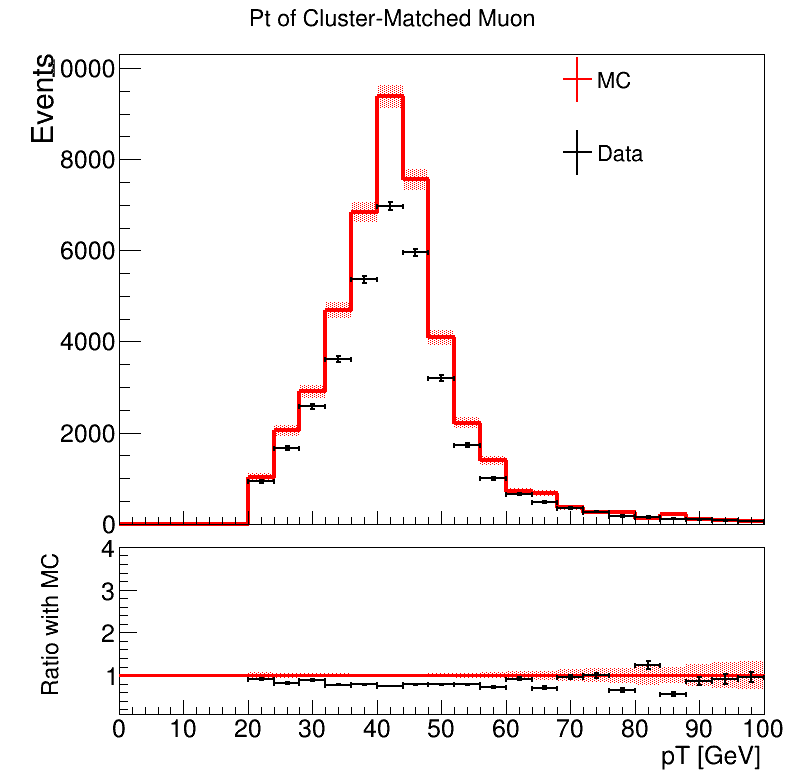 Pt of Cluster-Matched Muon
Events
10000
8000
6000
4000
2000
0
MC
Data
Ratio with MC
4
3
2
1
0 10 20 30 40 50 60 70 80 90 100
pT [GeV]